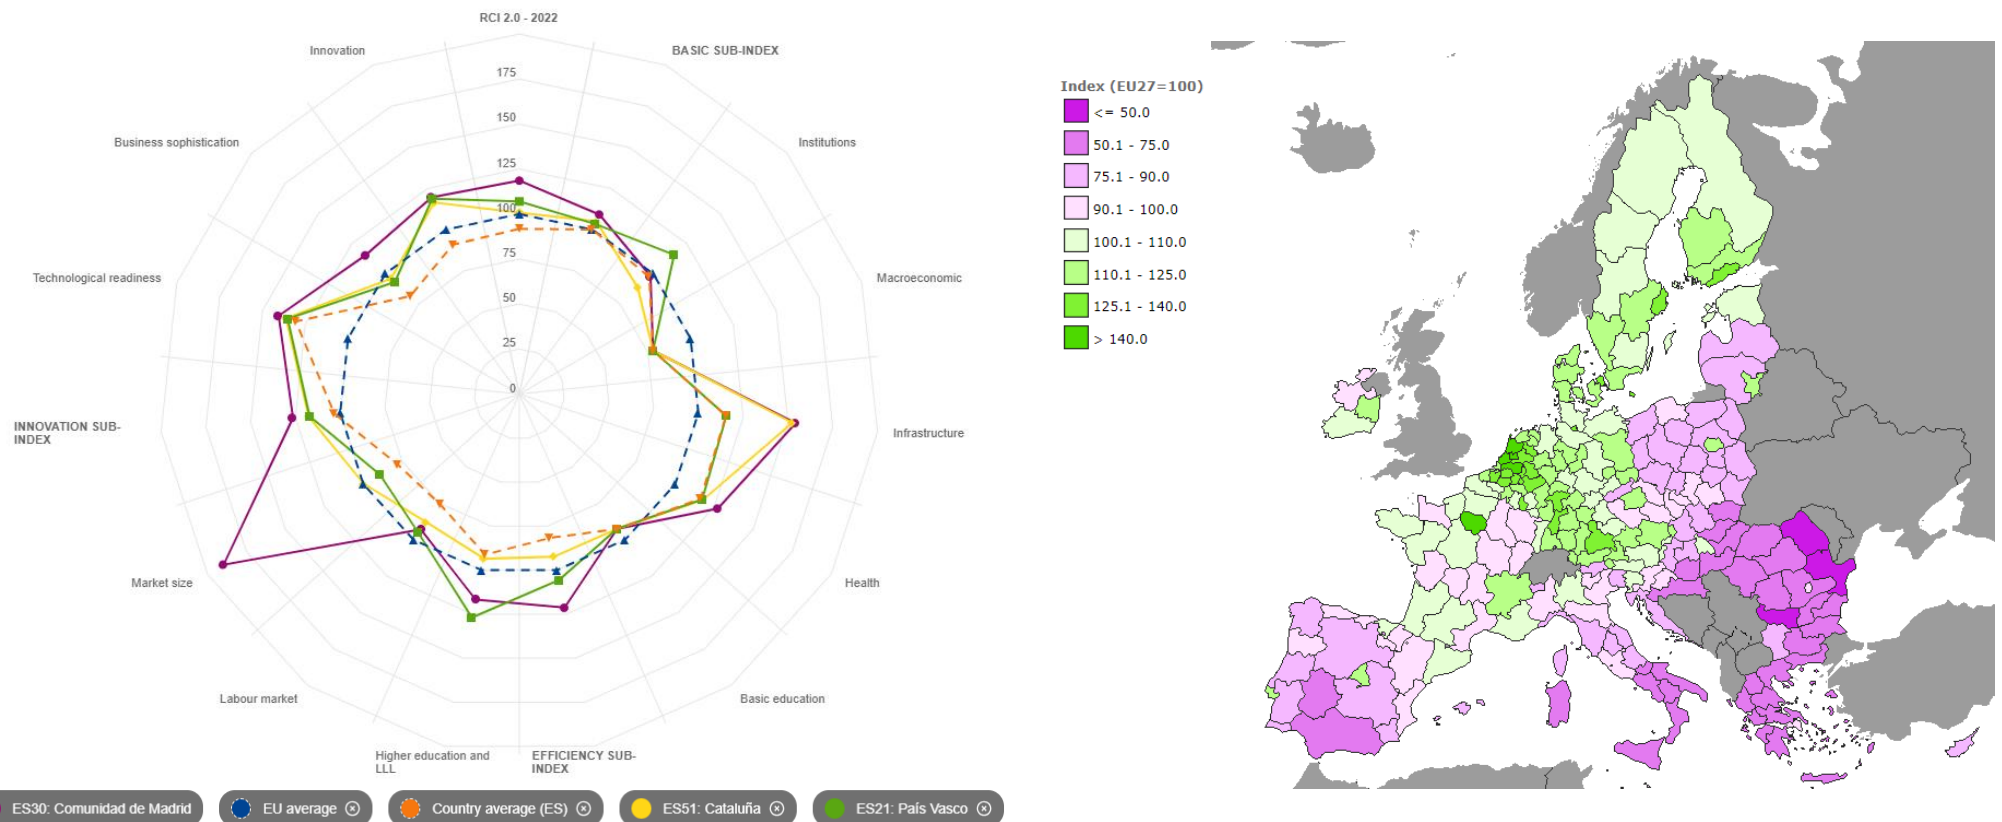 RCI 2.0 - 2022
Innovation
BASIC SUB-INDEX
175
150
Business sophistication
Institutions
125
100
Technological readiness
Macroeconomic
75
50
25
0
INNOVATION SUB-
INDEX
Infrastructure
Market size
Health
Labour market
Basic education
Higher education and
LLL
EFFICIENCY SUB-
INDEX
ES30: Comunidad de Madrid
EU average
Country average (ES)
ES51: Cataluña
ES21: País Vasco
Index (EU27=100)
<= 50.0
50.1 - 75.0
75.1 - 90.0
90.1 - 100.0
100.1 - 110.0
110.1 - 125.0
125.1 - 140.0
> 140.0